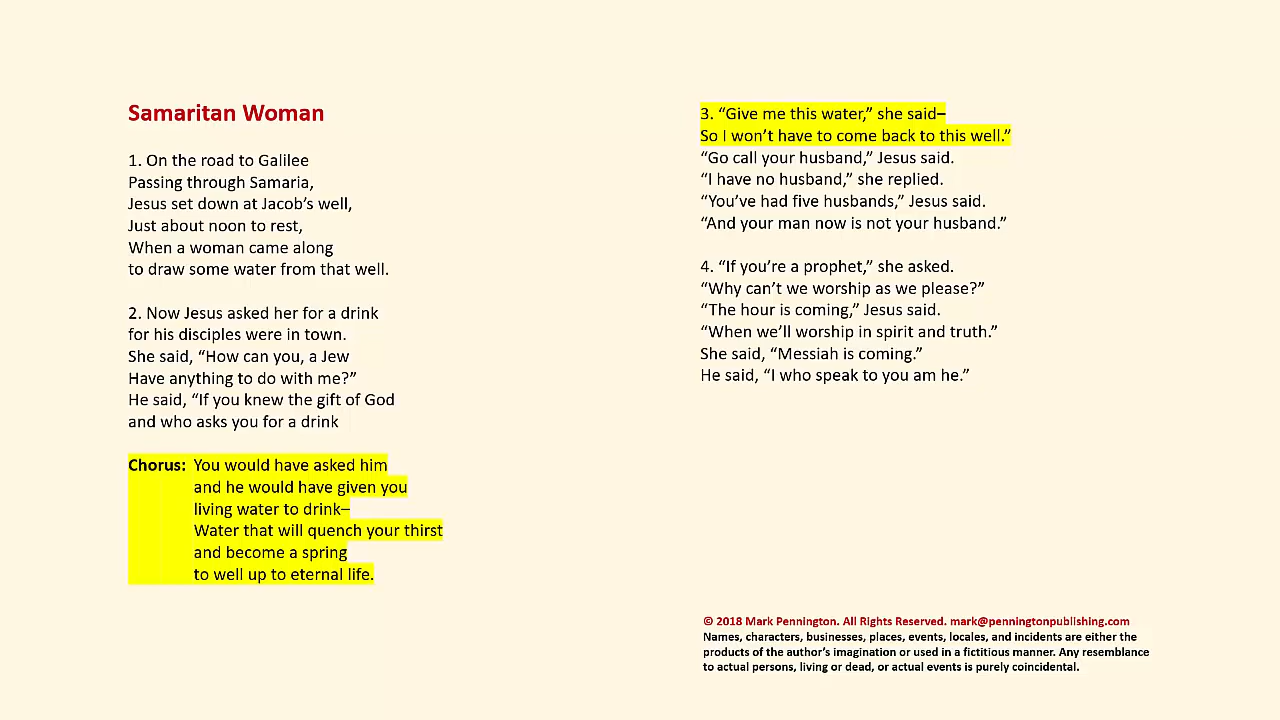 Samaritan Woman
1. On the road to Galilee
Passing through Samaria,
Jesus set down at Jacob’s well,
Just about noon to rest,
When a woman came along
to draw some water from that well.
2. Now Jesus asked her for a drink
for his disciples were in town.
She said, “How can you, a Jew
Have anything to do with me?”
He said, “If you knew the gift of God
and who asks you for a drink
Chorus: You would have asked him
and he would have given you
living water to drink–
Water that will quench your thirst
and become a spring
to well up to eternal life.
3. “Give me this water,” she said–
So I won’t have to come back to this well.”
“Go call your husband,” Jesus said.
“I have no husband,” she replied.
“You’ve had five husbands,” Jesus said.
“And your man now is not your husband.”
4. “If you’re a prophet,” she asked.
“Why can’t we worship as we please?”
“The hour is coming,” Jesus said.
“When we’ll worship in spirit and truth.”
She said, “Messiah is coming.”
He said, “I who speak to you am he.”
© 2018 Mark Pennington. All Rights Reserved. mark@penningtonpublishing.com
Names, characters, businesses, places, events, locales, and incidents are either the
products of the author’s imagination or used in a fictitious manner. Any resemblance
to actual persons, living or dead, or actual events is purely coincidental.